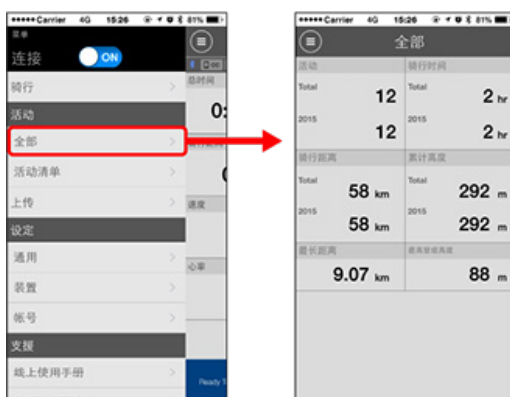 Carrier 4G 15:26 81%
菜单
连接 ON
骑行
活动
全部
活动清单
上传
设定
通用
装置
帐号
支援
线上使用手册
总时间
0:
速度
心率
Ready T
Carrier 4G 15:26 81%
全部
活动 骑行时间
Total 12 Total 2 hr
2015 12 2015 2 hr
骑行距离 累计高度
Total 58 km Total 292 m
2015 58 km 2015 292 m
最长距离
9.07 km 88 m